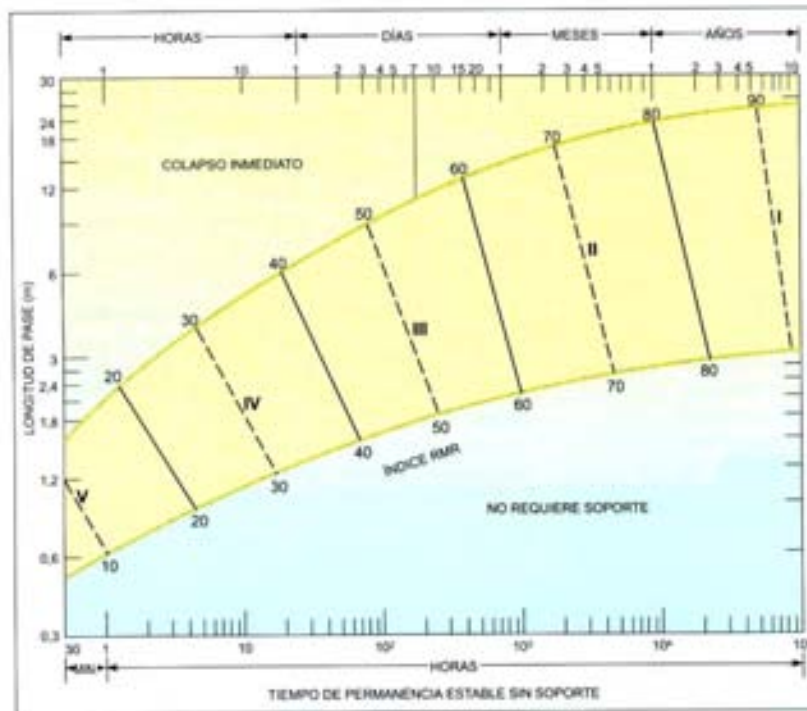 HORAS DÍAS MESES AÑOS
1 10 1 2 3 4 5 7 10 15 20 1 2 3 4 5 1 2 3 4 5 10
30
24
18
12
6
3
2,4
1,8
1,2
0,6
0,3
LONGITUD DE PASE (m)
COLAPSO INMEDIATO
20 30 40 50 60 70 80 90
V IV III II I
10 20 30 40 50 60 70 80
ÍNDICE RMR
NO REQUIERE SOPORTE
30 1 10 10² 10³ 10⁴ 10
MIN HORAS
TIEMPO DE PERMANENCIA ESTABLE SIN SOPORTE